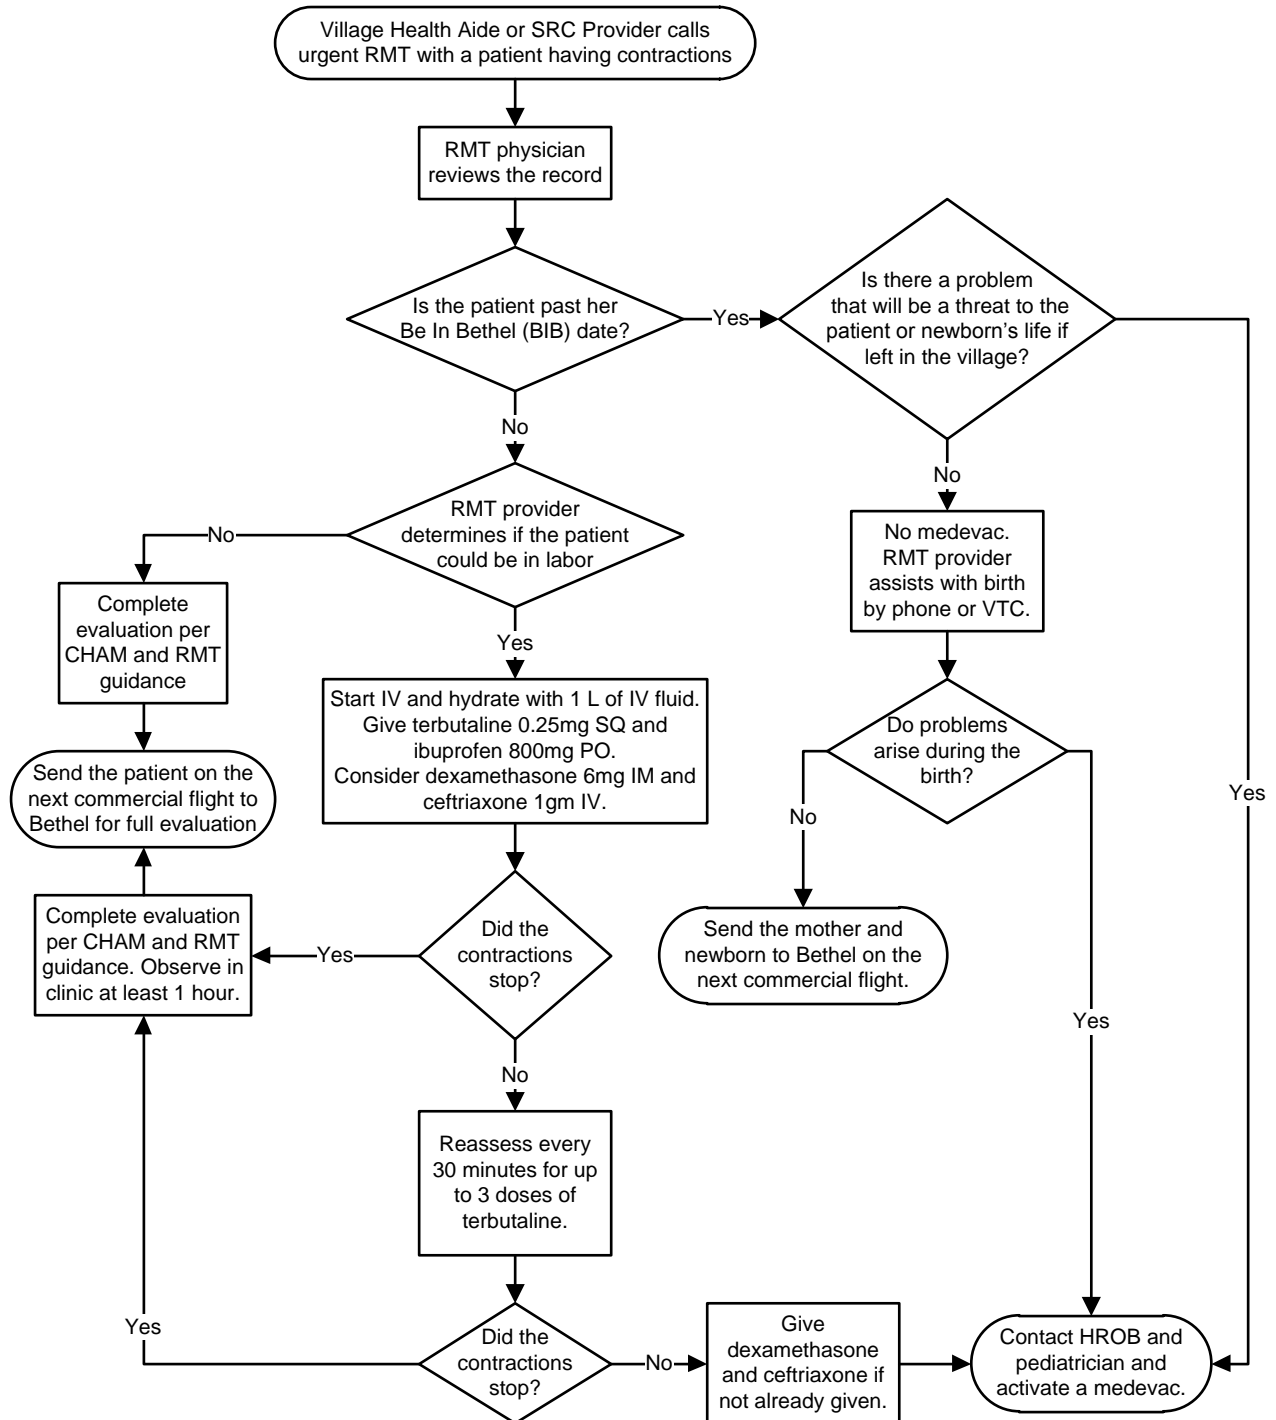 Village Health Aide or SRC Provider calls
urgent RMT with a patient having contractions
RMT physician
reviews the record
Is the patient past her
Be In Bethel (BIB) date?
Yes
Is there a problem
that will be a threat to the
patient or newborn's life if
left in the village?
No
No
RMT provider
determines if the patient
could be in labor
No
No medevac.
RMT provider
assists with birth
by phone or VTC.
Complete
evaluation per
CHAM and RMT
guidance
Yes
Start IV and hydrate with 1 L of IV fluid.
Give terbutaline 0.25mg SQ and
ibuprofen 800mg PO.
Consider dexamethasone 6mg IM and
ceftriaxone 1gm IV.
Do problems
arise during the
birth?
Send the patient on the
next commercial flight to
Bethel for full evaluation
Yes
No
Complete evaluation
per CHAM and RMT
guidance. Observe in
clinic at least 1 hour.
Yes
Did the
contractions
stop?
Send the mother and
newborn to Bethel on the
next commercial flight.
Yes
No
Reassess every
30 minutes for up
to 3 doses of
terbutaline.
Yes
Did the
contractions
stop?
No
Give
dexamethasone
and ceftriaxone if
not already given.
Contact HROB and
pediatrician and
activate a medevac.